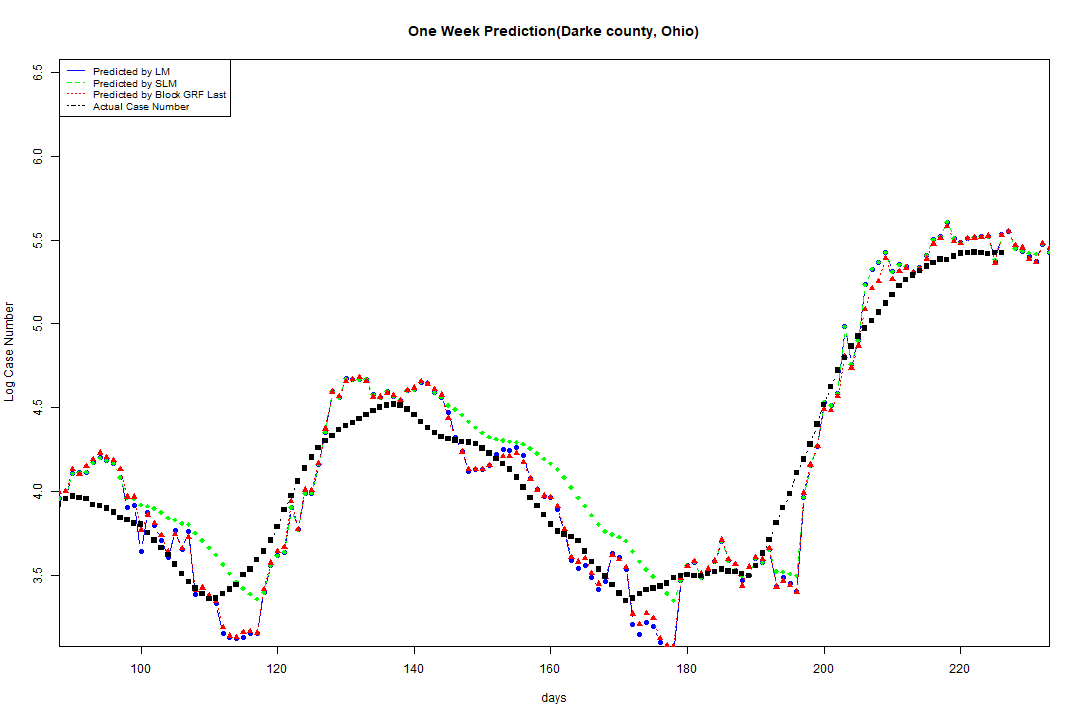 One Week Prediction(Darke county, Ohio)
Predicted by LM
Predicted by SLM
Predicted by Block GRF Last
Actual Case Number
6.5
6.0
5.5
5.0
4.5
4.0
3.5
Log Case Number
100 120 140 160 180 200 220
days